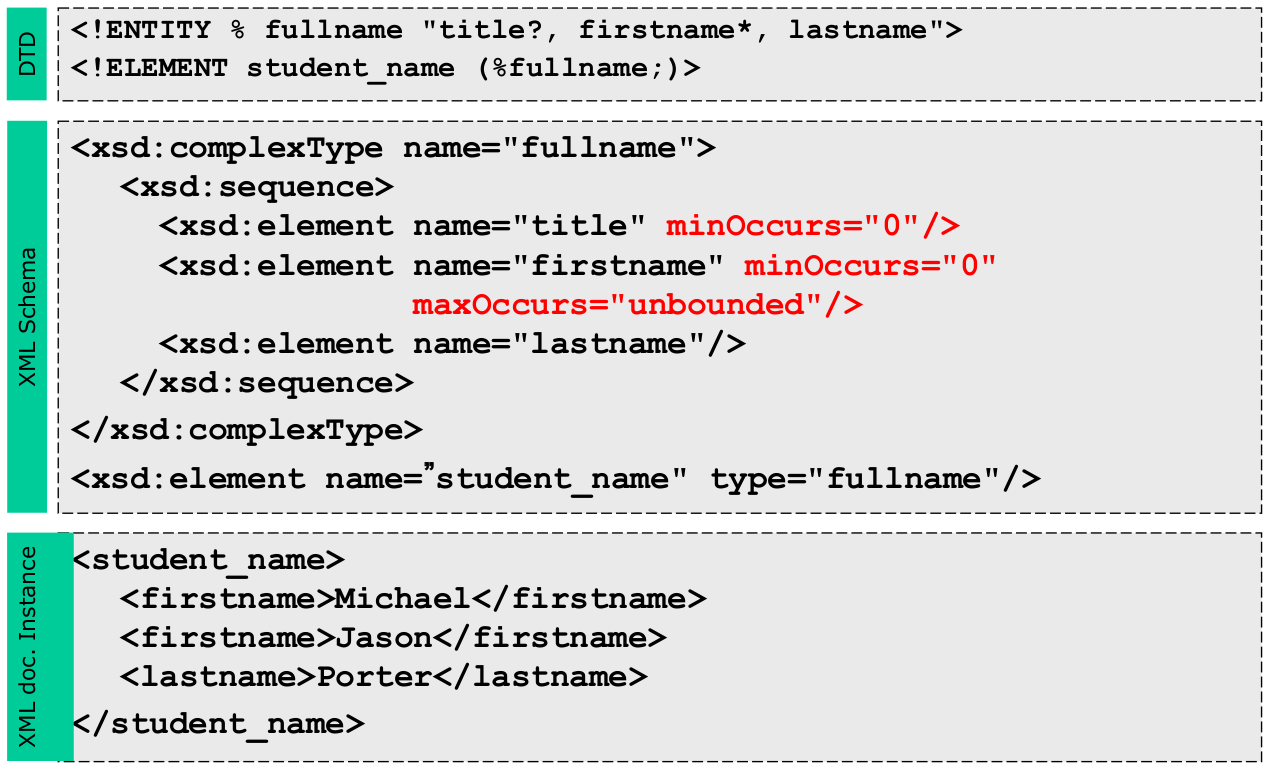 DTD
<!ENTITY % fullname "title?, firstname*, lastname">
<!ELEMENT student_name (%fullname;)>
XML Schema
<xsd:complexType name="fullname">
<xsd:sequence>
<xsd:element name="title" minOccurs="0"/>
<xsd:element name="firstname" minOccurs="0"
maxOccurs="unbounded"/>
<xsd:element name="lastname"/>
</xsd:sequence>
</xsd:complexType>
<xsd:element name=”student_name" type="fullname"/>
XML doc. Instance
<student_name>
<firstname>Michael</firstname>
<firstname>Jason</firstname>
<lastname>Porter</lastname>
</student_name>